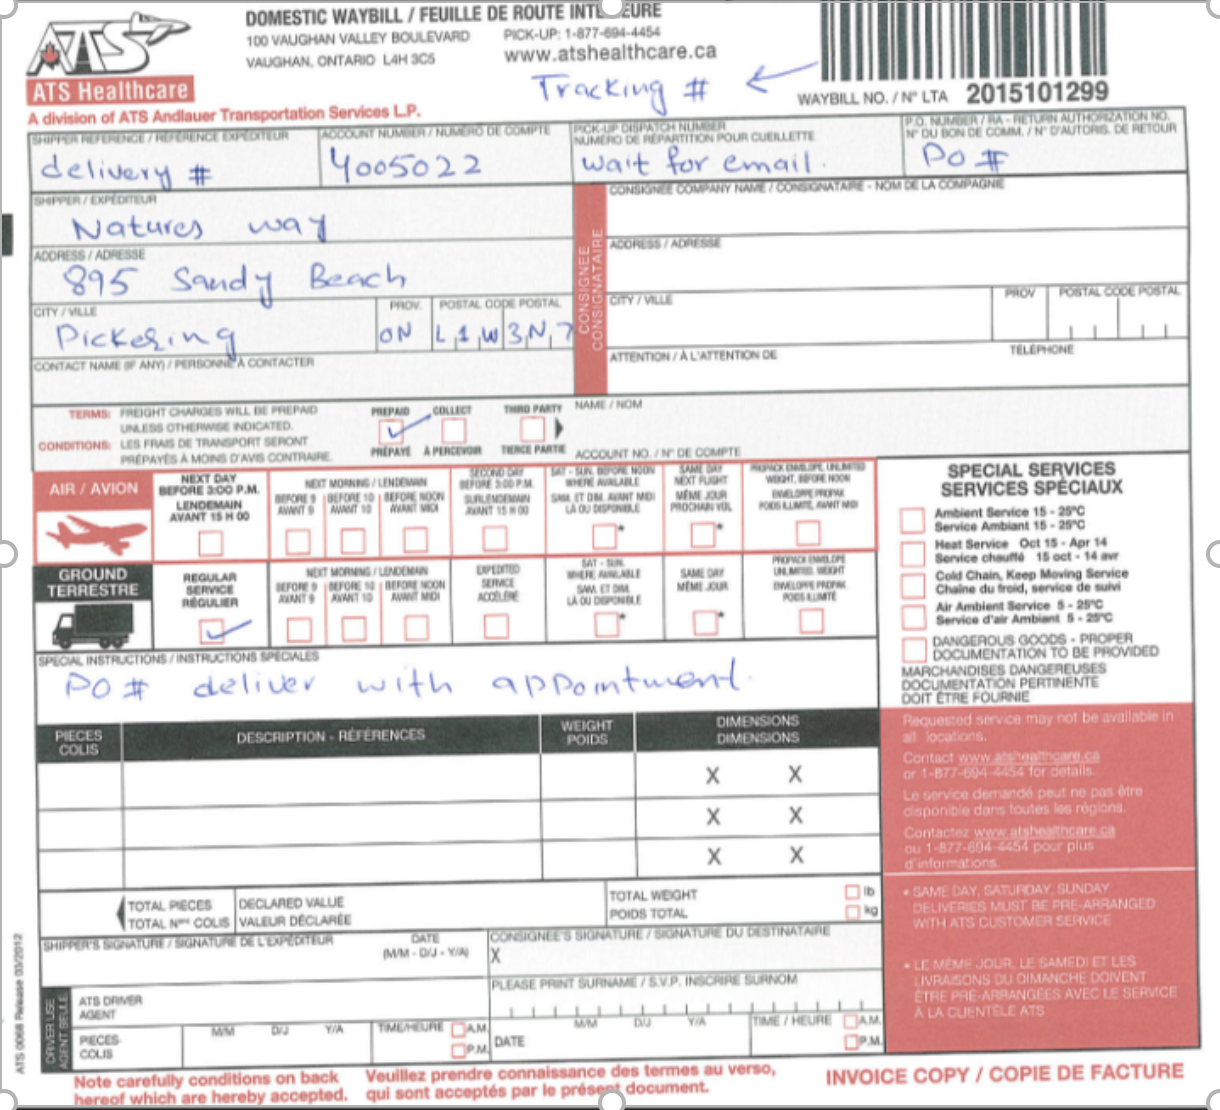 ATS
ATS Healthcare
A division of ATS Andlauer Transportation Services L.P.
DOMESTIC WAYBILL / FEUILLE DE ROUTE INTÉRIEURE
100 VAUGHAN VALLEY BOULEVARD
VAUGHAN, ONTARIO L4H 3C5
PICK-UP: 1-877-694-4454
www.atshealthcare.ca
Tracking #
WAYBILL NO. / N° LTA 2015101299
SHIPPER REFERENCE / RÉFÉRENCE EXPÉDITEUR
delivery #
ACCOUNT NUMBER / NUMÉRO DE COMPTE
4005022
PICK-UP DISPATCH NUMBER
NUMÉRO DE RÉPARTITION POUR CUEILLETTE
wait for email.
P.O. NUMBER / RA - RETURN AUTHORIZATION NO.
N° DU BON DE COMM. / N° D'AUTORIS. DE RETOUR
PO #
SHIPPER / EXPÉDITEUR
Natures way
ADDRESS / ADRESSE
895 Sandy Beach
CITY / VILLE
Pickering
PROV.
ON
POSTAL CODE POSTAL
L1W3N7
CONTACT NAME (IF ANY) / PERSONNE À CONTACTER
CONSIGNEE
CONSIGNATAIRE
CONSIGNEE COMPANY NAME / CONSIGNATAIRE - NOM DE LA COMPAGNIE
ADDRESS / ADRESSE
CITY / VILLE
PROV
POSTAL CODE POSTAL
ATTENTION / À L'ATTENTION DE
TÉLÉPHONE
TERMS: FREIGHT CHARGES WILL BE PREPAID
UNLESS OTHERWISE INDICATED.
CONDITIONS: LES FRAIS DE TRANSPORT SERONT
PRÉPAYÉS À MOINS D'AVIS CONTRAIRE.
PREPAID
PRÉPAYÉ
COLLECT
À PERCEVOIR
THIRD PARTY
TIERCE PARTIE
NAME / NOM
ACCOUNT NO. / N° DE COMPTE
AIR / AVION
NEXT DAY
BEFORE 3:00 P.M.
LENDEMAIN
AVANT 15 H 00
NEXT MORNING / LENDEMAIN
BEFORE 9
AVANT 9
BEFORE 10
AVANT 10
BEFORE NOON
AVANT MIDI
SECOND DAY
BEFORE 3:00 P.M.
SURLENDEMAIN
AVANT 15 H 00
SAT - SUN. BEFORE NOON
WHERE AVAILABLE
SAM. ET DIM. AVANT MIDI
LÀ OÙ DISPONIBLE
*
SAME DAY
NEXT FLIGHT
MÊME JOUR
PROCHAIN VOL
*
PROPACK ENVELOPE, UNLIMITED
WEIGHT, BEFORE NOON
ENVELOPPE PROPAK
POIDS ILLIMITÉ, AVANT MIDI
GROUND
TERRESTRE
REGULAR
SERVICE
RÉGULIER
NEXT MORNING / LENDEMAIN
BEFORE 9
AVANT 9
BEFORE 10
AVANT 10
BEFORE NOON
AVANT MIDI
EXPEDITED
SERVICE
ACCÉLÉRÉ
SAT - SUN.
WHERE AVAILABLE
SAM. ET DIM.
LÀ OÙ DISPONIBLE
*
SAME DAY
MÊME JOUR
*
PROPACK ENVELOPE
UNLIMITED WEIGHT
ENVELOPPE PROPAK
POIDS ILLIMITÉ
SPECIAL SERVICES
SERVICES SPÉCIAUX
Ambient Service 15 - 25°C
Service Ambiant 15 - 25°C
Heat Service Oct 15 - Apr 14
Service chauffé 15 oct - 14 avr
Cold Chain, Keep Moving Service
Chaîne du froid, service de suivi
Air Ambient Service 5 - 25°C
Service d'air Ambiant 5 - 25°C
DANGEROUS GOODS - PROPER
DOCUMENTATION TO BE PROVIDED
MARCHANDISES DANGEREUSES
DOCUMENTATION PERTINENTE
DOIT ÊTRE FOURNIE
SPECIAL INSTRUCTIONS / INSTRUCTIONS SPÉCIALES
PO # deliver with appointment.
PIECES
COLIS
DESCRIPTION - RÉFÉRENCES
WEIGHT
POIDS
DIMENSIONS
DIMENSIONS
X X
X X
X X
Requested service may not be available in
all locations.
Contact www.atshealthcare.ca
or 1-877-694-4454 for details.
Le service demandé peut ne pas être
disponible dans toutes les régions.
Contactez www.atshealthcare.ca
ou 1-877-694-4454 pour plus
d'informations.
* SAME DAY, SATURDAY, SUNDAY
DELIVERIES MUST BE PRE-ARRANGED
WITH ATS CUSTOMER SERVICE
* LE MÊME JOUR, LE SAMEDI ET LES
LIVRAISONS DU DIMANCHE DOIVENT
ÊTRE PRÉ-ARRANGÉES AVEC LE SERVICE
À LA CLIENTÈLE ATS
TOTAL PIECES
TOTAL Nbre COLIS
DECLARED VALUE
VALEUR DÉCLARÉE
TOTAL WEIGHT
POIDS TOTAL
lb
kg
SHIPPER'S SIGNATURE / SIGNATURE DE L'EXPÉDITEUR
DATE
(M/M - D/J - Y/A)
CONSIGNEE'S SIGNATURE / SIGNATURE DU DESTINATAIRE
X
PLEASE PRINT SURNAME / S.V.P. INSCRIRE SURNOM
DRIVER USE
AGENT SEULE
ATS DRIVER
AGENT
PIECES
COLIS
M/M D/J Y/A
TIME/HEURE
A.M.
P.M.
DATE
M/M D/J Y/A
TIME / HEURE
A.M.
P.M.
ATS 0068 Release 03/2012
Note carefully conditions on back
hereof which are hereby accepted.
Veuillez prendre connaissance des termes au verso,
qui sont acceptés par le présent document.
INVOICE COPY / COPIE DE FACTURE